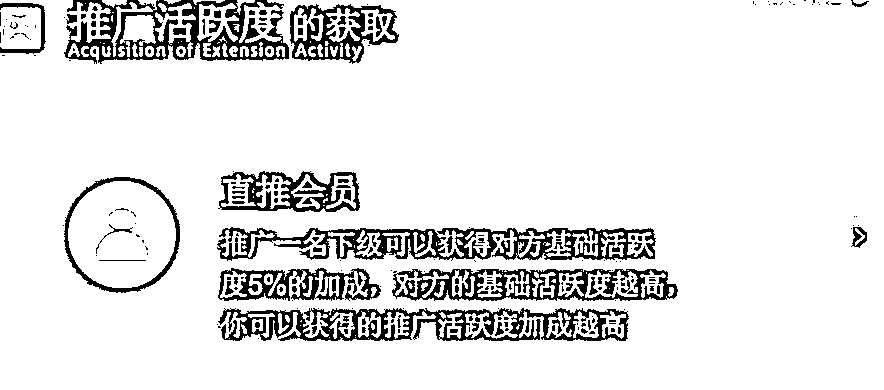 推广活跃度 的获取
Acquisition of Extension Activity
直推会员
推广一名下级可以获得对方基础活跃
度5%的加成，对方的基础活跃度越高，
你可以获得的推广活跃度加成越高